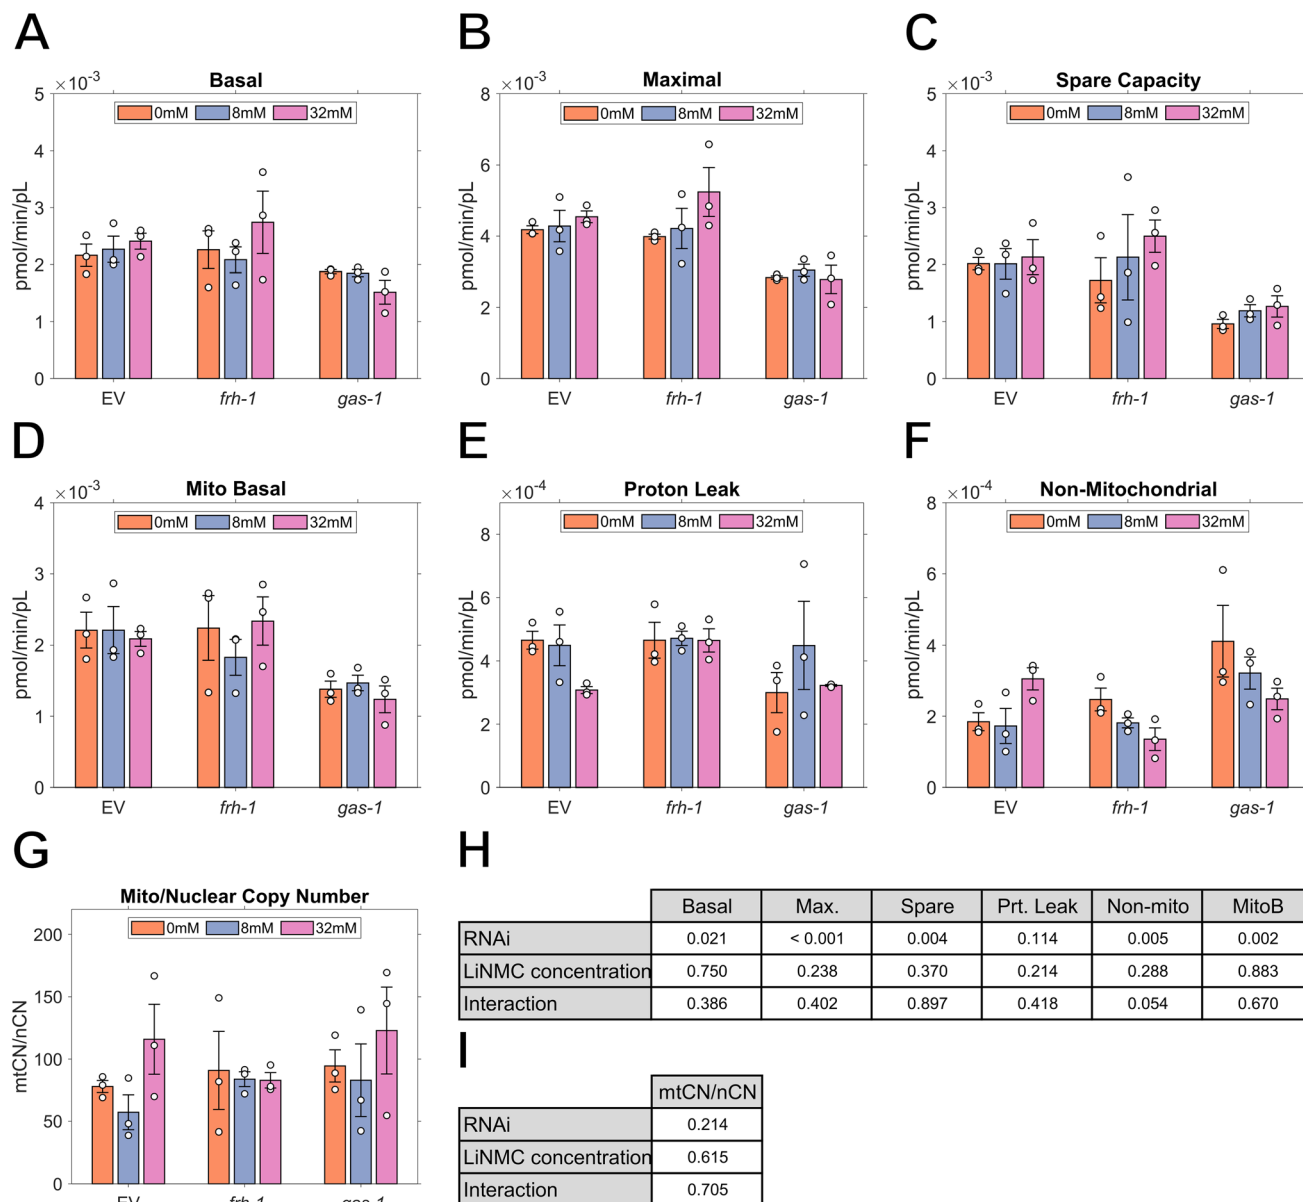 A
B
C
×10-3
Basal
0mM 8mM 32mM
5
4
3
2
1
0
pmol/min/pL
EV frh-1 gas-1
×10-3
Maximal
0mM 8mM 32mM
8
6
4
2
0
pmol/min/pL
EV frh-1 gas-1
×10-3
Spare Capacity
0mM 8mM 32mM
5
4
3
2
1
0
pmol/min/pL
EV frh-1 gas-1
D
E
F
×10-3
Mito Basal
0mM 8mM 32mM
4
3
2
1
0
pmol/min/pL
EV frh-1 gas-1
×10-4
Proton Leak
0mM 8mM 32mM
8
6
4
2
0
pmol/min/pL
EV frh-1 gas-1
×10-4
Non-Mitochondrial
0mM 8mM 32mM
8
6
4
2
0
pmol/min/pL
EV frh-1 gas-1
G
Mito/Nuclear Copy Number
0mM 8mM 32mM
200
150
100
50
0
mtCN/nCN
EV frh-1 gas-1
H
Basal Max. Spare Prt. Leak Non-mito MitoB
RNAi 0.021 < 0.001 0.004 0.114 0.005 0.002
LiNMC concentration 0.750 0.238 0.370 0.214 0.288 0.883
Interaction 0.386 0.402 0.897 0.418 0.054 0.670
I
mtCN/nCN
RNAi 0.214
LiNMC concentration 0.615
Interaction 0.705